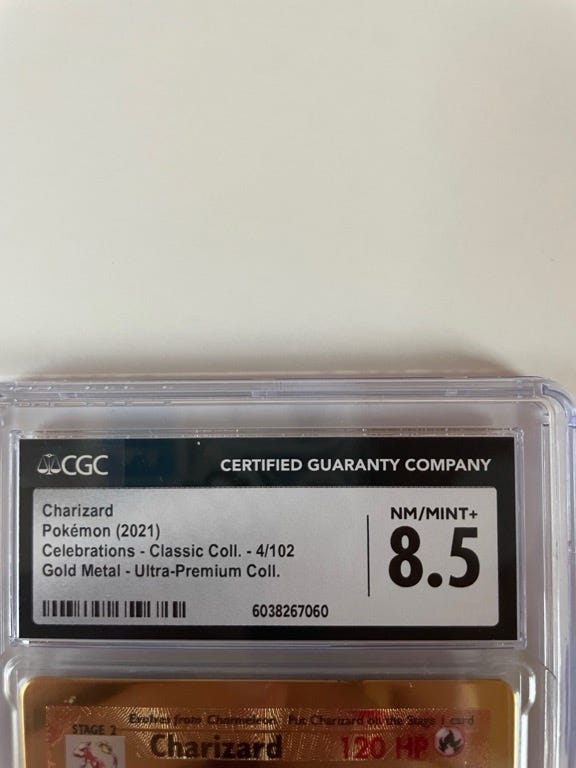 CGC
CERTIFIED GUARANTY COMPANY
Charizard
Pokémon (2021)
Celebrations - Classic Coll. - 4/102
Gold Metal - Ultra-Premium Coll.
NM/MINT+
8.5
6038267060
Evolves from Charmeleon Put Charizard on the Stage 1 card
STAGE 2
Charizard 120 HP